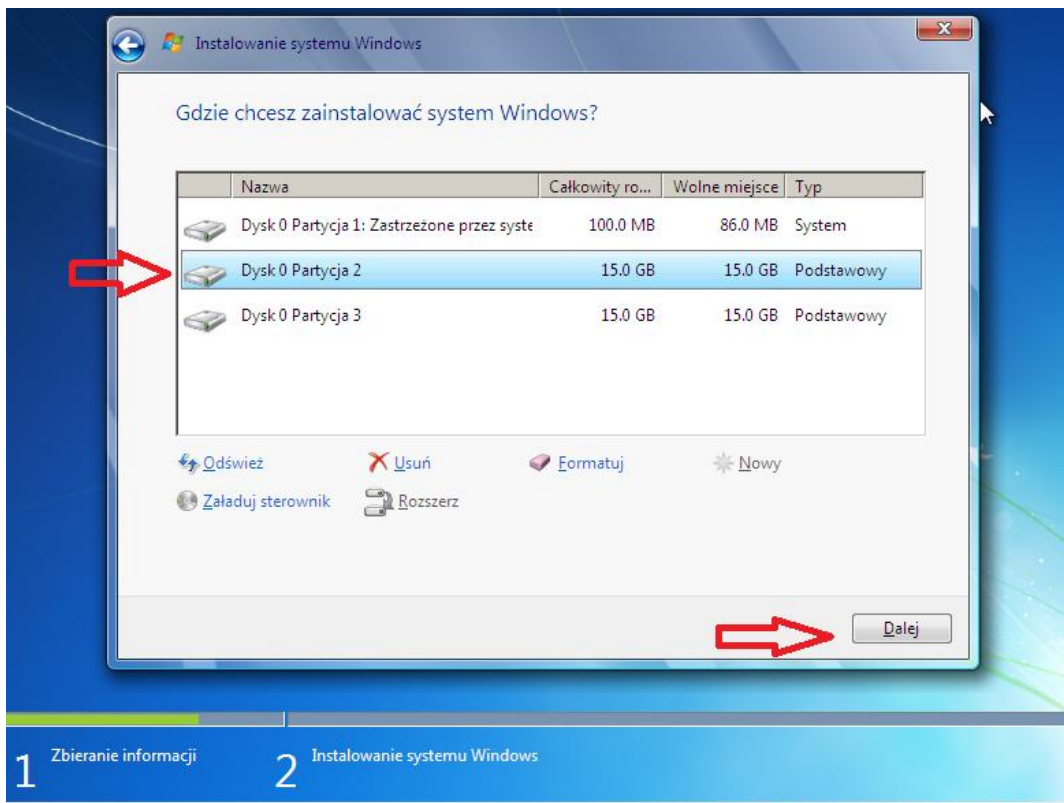 Instalowanie systemu Windows
Gdzie chcesz zainstalować system Windows?
Nazwa Całkowity ro... Wolne miejsce Typ
Dysk 0 Partycja 1: Zastrzeżone przez syste 100.0 MB 86.0 MB System
Dysk 0 Partycja 2 15.0 GB 15.0 GB Podstawowy
Dysk 0 Partycja 3 15.0 GB 15.0 GB Podstawowy
Odśwież Usuń Formatuj Nowy
Załaduj sterownik Rozszerz
Dalej
1 Zbieranie informacji 2 Instalowanie systemu Windows